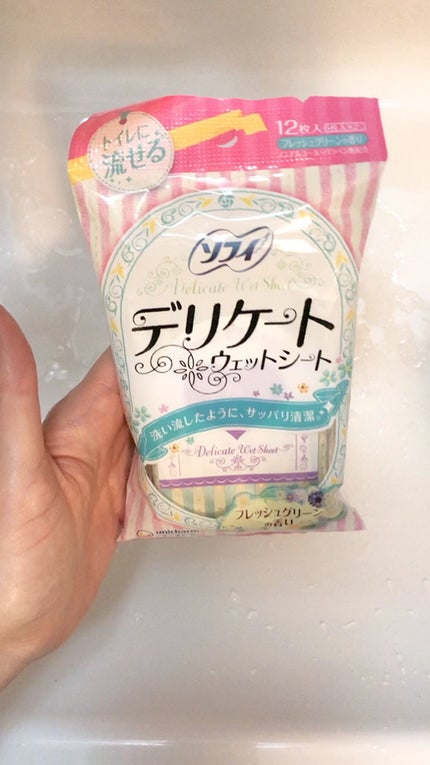 トイレに
流せる
12枚入
フレッシュグリーンの香り
ソフィ
Delicate Wet Sheet
デリケート
ウェットシート
洗い流したように、サッパリ清潔
Delicate Wet Sheet
フレッシュグリーン
の香り
unicharm